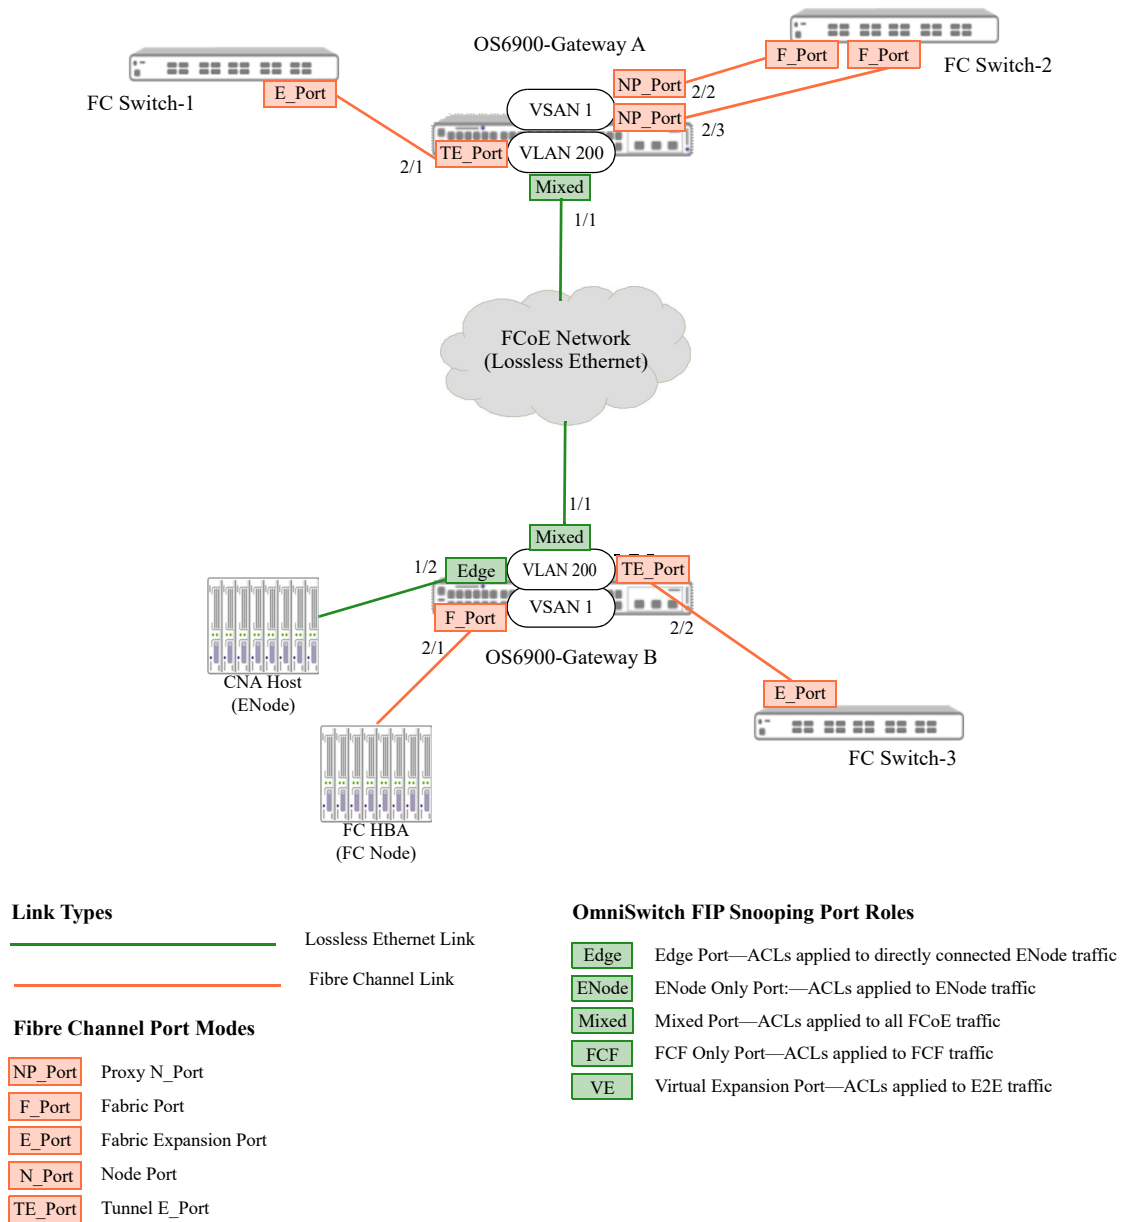 OS6900-Gateway A
F_Port
F_Port
FC Switch-2
FC Switch-1
E_Port
NP_Port
2/2
VSAN 1
NP_Port
2/3
2/1
TE_Port
VLAN 200
Mixed
1/1
FCoE Network
(Lossless Ethernet)
1/1
Mixed
1/2
Edge
VLAN 200
TE_Port
F_Port
VSAN 1
2/1
2/2
OS6900-Gateway B
CNA Host
(ENode)
E_Port
FC Switch-3
FC HBA
(FC Node)
Link Types
Lossless Ethernet Link
Fibre Channel Link
Fibre Channel Port Modes
NP_Port Proxy N_Port
F_Port Fabric Port
E_Port Fabric Expansion Port
N_Port Node Port
TE_Port Tunnel E_Port
OmniSwitch FIP Snooping Port Roles
Edge Edge Port—ACLs applied to directly connected ENode traffic
ENode ENode Only Port:—ACLs applied to ENode traffic
Mixed Mixed Port—ACLs applied to all FCoE traffic
FCF FCF Only Port—ACLs applied to FCF traffic
VE Virtual Expansion Port—ACLs applied to E2E traffic